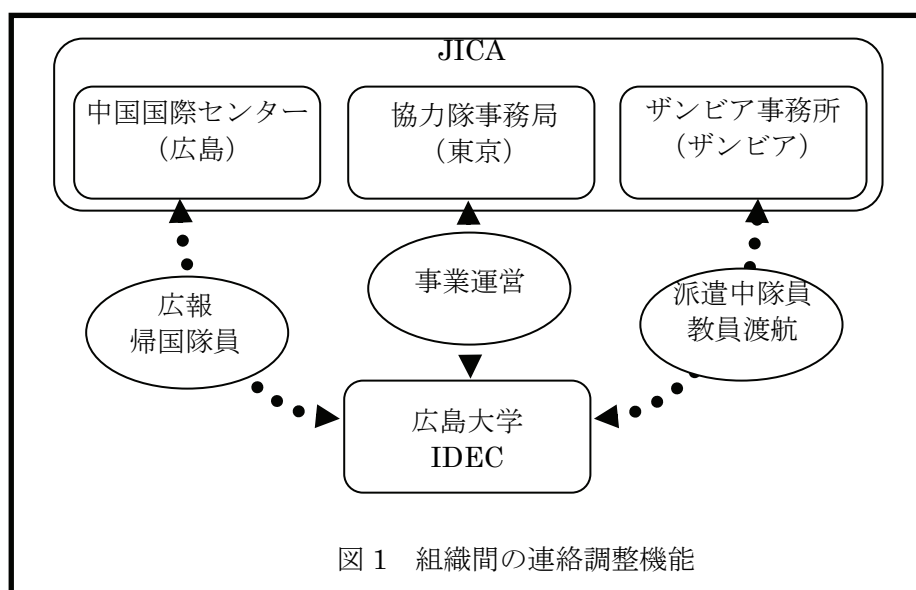 JICA
中国国際センター
（広島）
協力隊事務局
（東京）
ザンビア事務所
（ザンビア）
広報
帰国隊員
事業運営
派遣中隊員
教員渡航
広島大学
IDEC
図 1　組織間の連絡調整機能